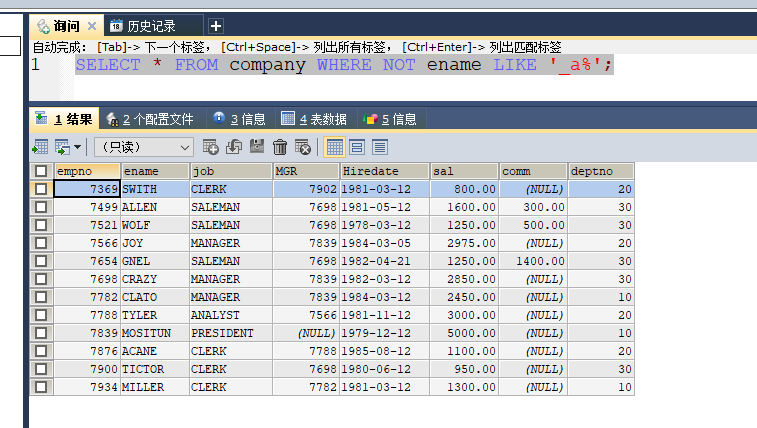 询问 历史记录
自动完成: [Tab]-> 下一个标签, [Ctrl+Space]-> 列出所有标签, [Ctrl+Enter]-> 列出匹配标签
1 SELECT * FROM company WHERE NOT ename LIKE '_a%';
1 结果 2 个配置文件 3 信息 4 表数据 5 信息
(只读)
empno ename job MGR Hiredate sal comm deptno
7369 SWITH CLERK 7902 1981-03-12 800.00 (NULL) 20
7499 ALLEN SALEMAN 7698 1981-05-12 1600.00 300.00 30
7521 WOLF SALEMAN 7698 1978-03-12 1250.00 500.00 30
7566 JOY MANAGER 7839 1984-03-05 2975.00 (NULL) 20
7654 GNEL SALEMAN 7698 1982-04-21 1250.00 1400.00 30
7698 CRAZY MANAGER 7839 1982-03-12 2850.00 (NULL) 30
7782 CLATO MANAGER 7839 1984-03-12 2450.00 (NULL) 10
7788 TYLER ANALYST 7566 1981-11-12 3000.00 (NULL) 20
7839 MOSITUN PRESIDENT (NULL) 1979-12-12 5000.00 (NULL) 10
7876 ACANE CLERK 7788 1985-08-12 1100.00 (NULL) 20
7900 TICTOR CLERK 7698 1980-06-12 950.00 (NULL) 30
7934 MILLER CLERK 7782 1981-03-12 1300.00 (NULL) 10